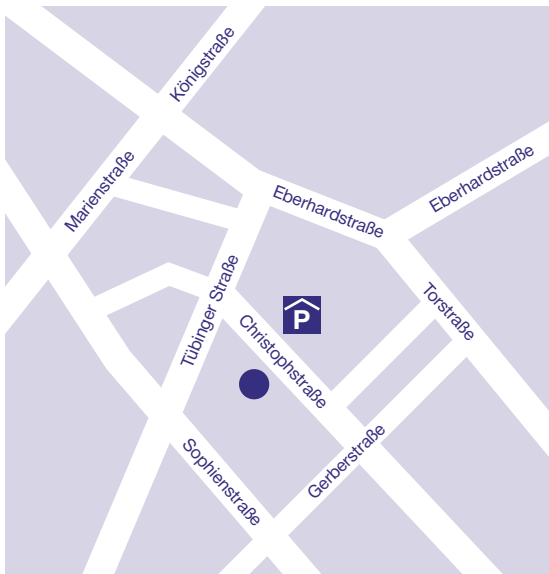 Königstraße
Marienstraße
Eberhardstraße
Eberhardstraße
Tübinger Straße
Torstraße
P
Christophstraße
Gerberstraße
Sophienstraße